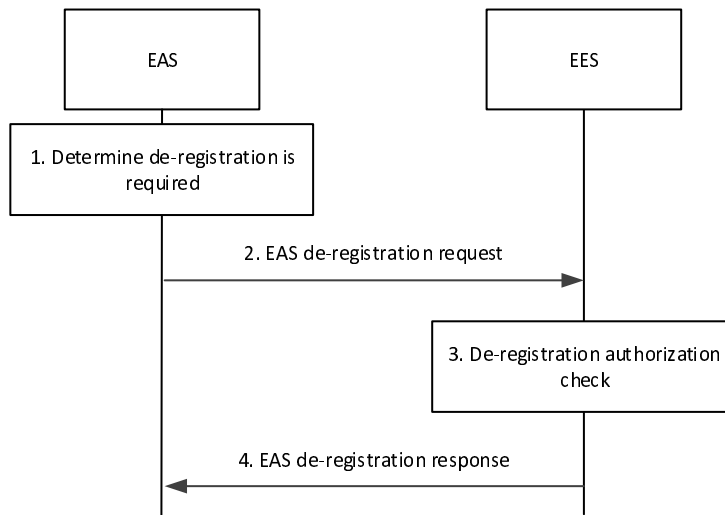 EAS
EES
1. Determine de-registration is
required
2. EAS de-registration request
3. De-registration authorization
check
4. EAS de-registration response